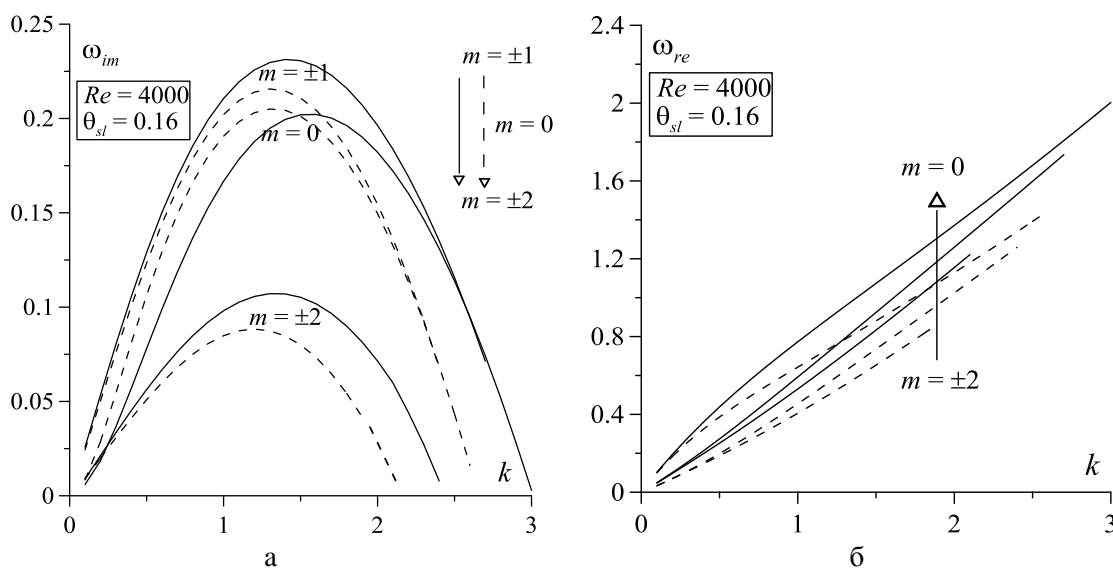 0.25
0.2
0.15
0.1
0.05
0
ω_im
Re = 4000
θ_sl = 0.16
m = ±1
m = 0
m = ±2
m = ±1
m = 0
m = ±2
k
0 1 2 3
а
2.4
2
1.6
1.2
0.8
0.4
0
ω_re
Re = 4000
θ_sl = 0.16
m = 0
m = ±2
k
0 1 2 3
б